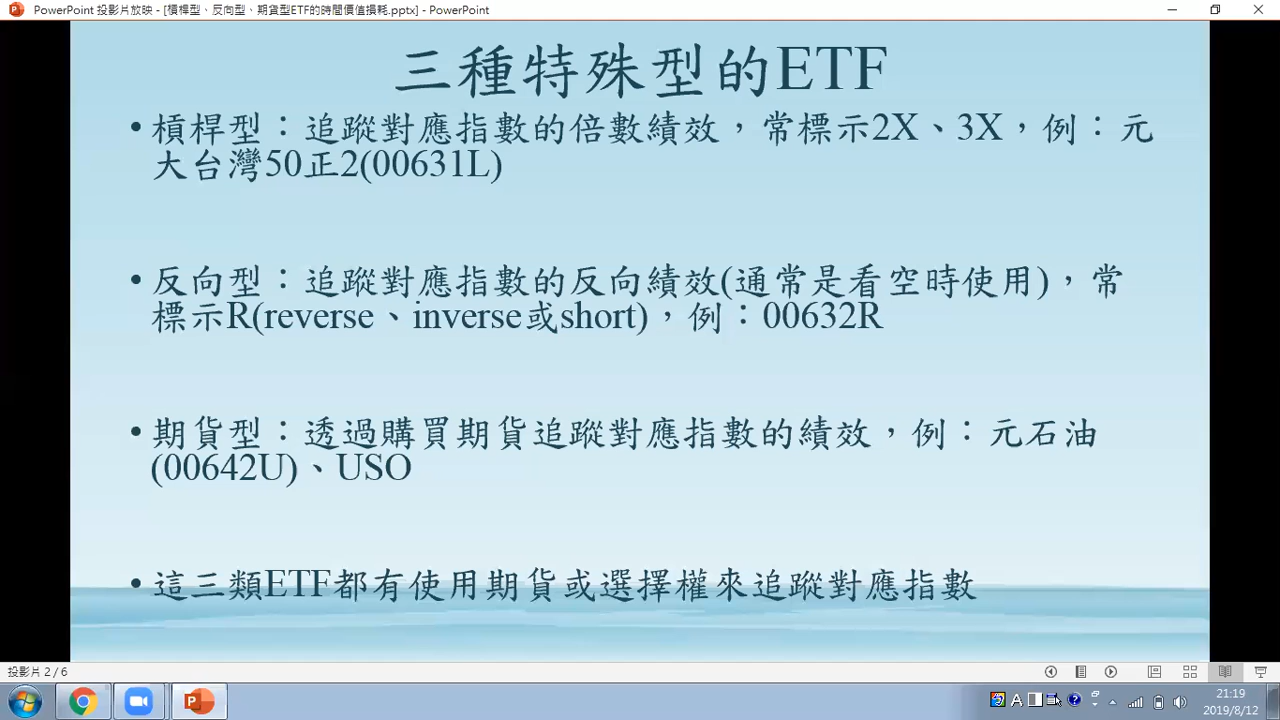 PowerPoint 投影片放映 - [槓桿型、反向型、期貨型ETF的時間價值損耗.pptx] - PowerPoint
三種特殊型的ETF
• 槓桿型：追蹤對應指數的倍數績效，常標示2X、3X，例：元
大台灣50正2(00631L)
• 反向型：追蹤對應指數的反向績效(通常是看空時使用)，常
標示R(reverse、inverse或short)，例：00632R
• 期貨型：透過購買期貨追蹤對應指數的績效，例：元石油
(00642U)、USO
• 這三類ETF都有使用期貨或選擇權來追蹤對應指數
投影片 2 / 6
A
21:19
2019/8/12